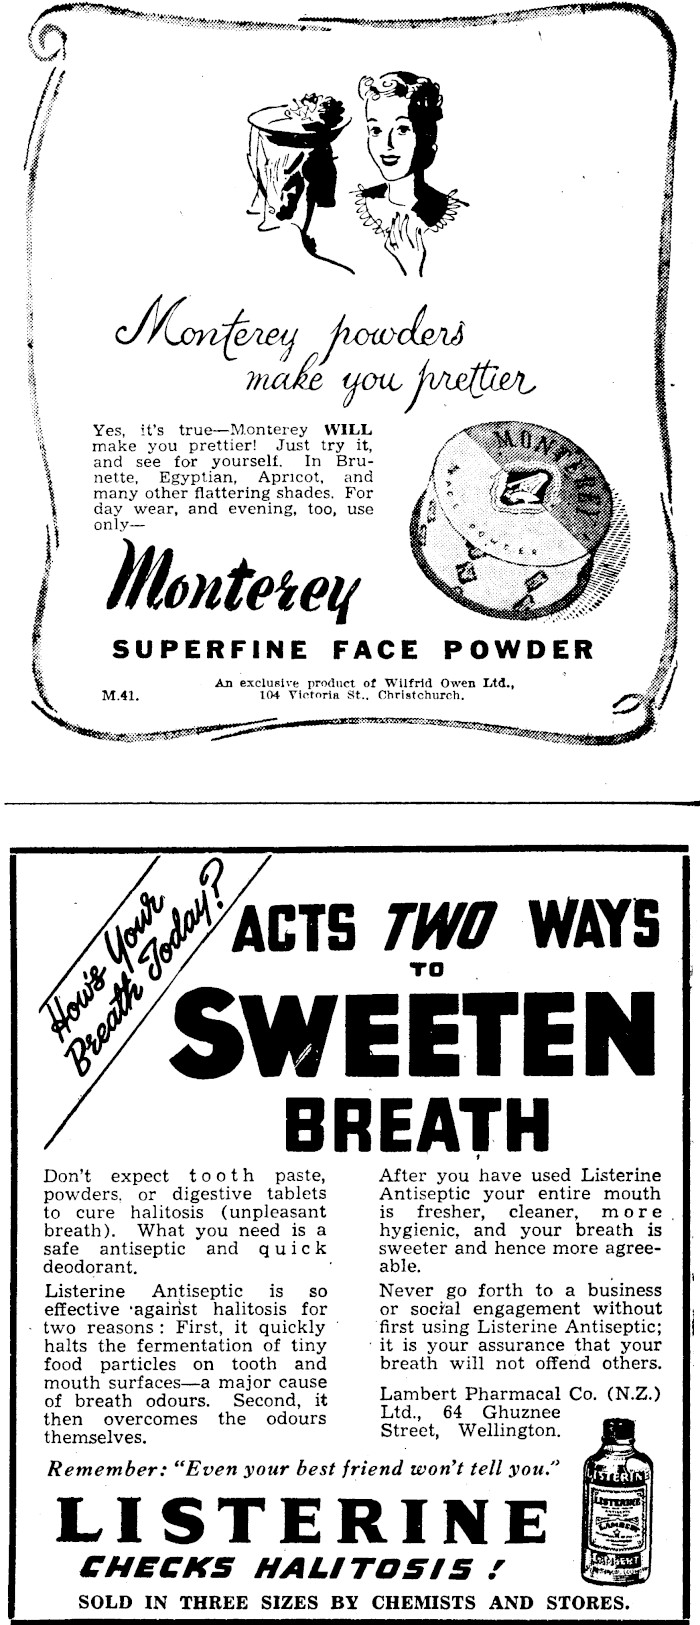 Monterey powders
make you prettier
Yes, it's true—Monterey WILL
make you prettier! Just try it,
and see for yourself. In Bru-
nette, Egyptian, Apricot, and
many other flattering shades. For
day wear, and evening, too, use
only—
MONTEREY
FACE POWDER
Monterey
SUPERFINE FACE POWDER
An exclusive product of Wilfrid Owen Ltd.,
M.41. 104 Victoria St., Christchurch.
How's Your
Breath Today?
ACTS TWO WAYS
TO
SWEETEN
BREATH
Don't expect tooth paste,
powders, or digestive tablets
to cure halitosis (unpleasant
breath). What you need is a
safe antiseptic and quick
deodorant.
Listerine Antiseptic is so
effective against halitosis for
two reasons: First, it quickly
halts the fermentation of tiny
food particles on tooth and
mouth surfaces—a major cause
of breath odours. Second, it
then overcomes the odours
themselves.
After you have used Listerine
Antiseptic your entire mouth
is fresher, cleaner, more
hygienic, and your breath is
sweeter and hence more agree-
able.
Never go forth to a business
or social engagement without
first using Listerine Antiseptic;
it is your assurance that your
breath will not offend others.
Lambert Pharmacal Co. (N.Z.)
Ltd., 64 Ghuznee
Street, Wellington.
Remember: "Even your best friend won't tell you."
LISTERINE
LISTERINE
LAMBERT
LAMBERT
LISTERINE
CHECKS HALITOSIS!
SOLD IN THREE SIZES BY CHEMISTS AND STORES.